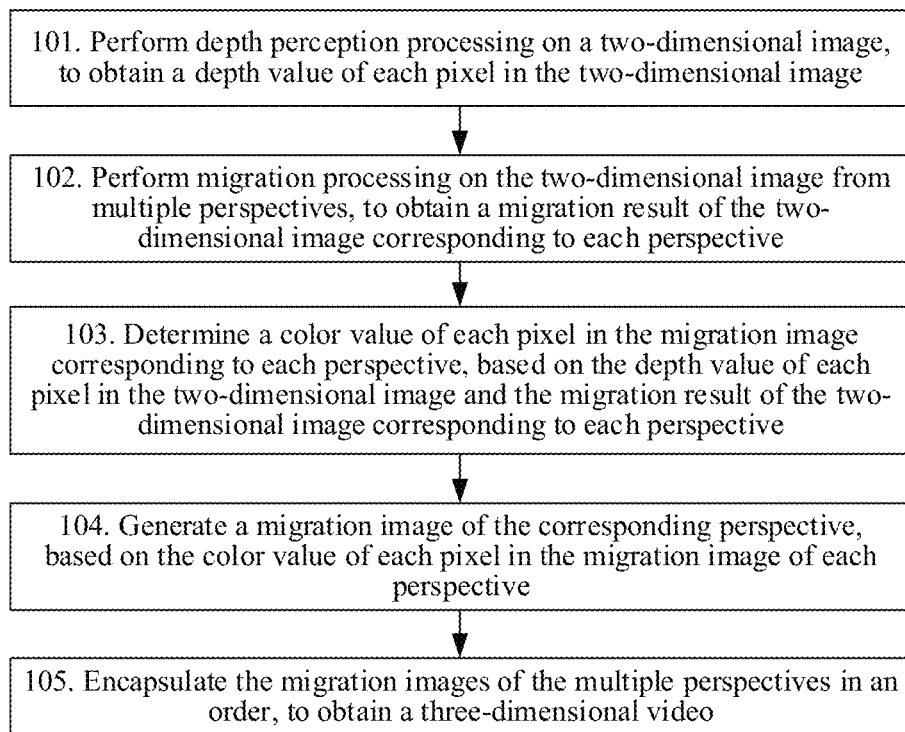 101. Perform depth perception processing on a two-dimensional image,
to obtain a depth value of each pixel in the two-dimensional image
102. Perform migration processing on the two-dimensional image from
multiple perspectives, to obtain a migration result of the two-
dimensional image corresponding to each perspective
103. Determine a color value of each pixel in the migration image
corresponding to each perspective, based on the depth value of each
pixel in the two-dimensional image and the migration result of the two-
dimensional image corresponding to each perspective
104. Generate a migration image of the corresponding perspective,
based on the color value of each pixel in the migration image of each
perspective
105. Encapsulate the migration images of the multiple perspectives in an
order, to obtain a three-dimensional video